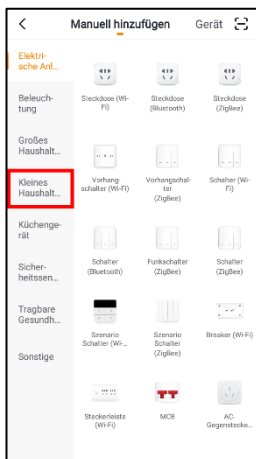 Manuell hinzufügen
Gerät
Elektri-
sche Anl...
Beleuch-
tung
Großes
Haushalt...
Kleines
Haushalt...
Küchenge-
rät
Sicher-
heitssen...
Tragbare
Gesundh...
Sonstige
Steckdose (Wi-
Fi)
Steckdose
(Bluetooth)
Steckdose
(ZigBee)
Vorhang-
schalter (Wi-Fi)
Vorhangschal-
ter
(ZigBee)
Schalter (Wi-
Fi)
Schalter
(Bluetooth)
Funkschalter
(ZigBee)
Schalter
(ZigBee)
Szenario
Schalter (Wi-...
Szenario
Schalter
(ZigBee)
Breaker (Wi-Fi)
Steckerleiste
(Wi-Fi)
MCB
AC-
Gegenstecke...